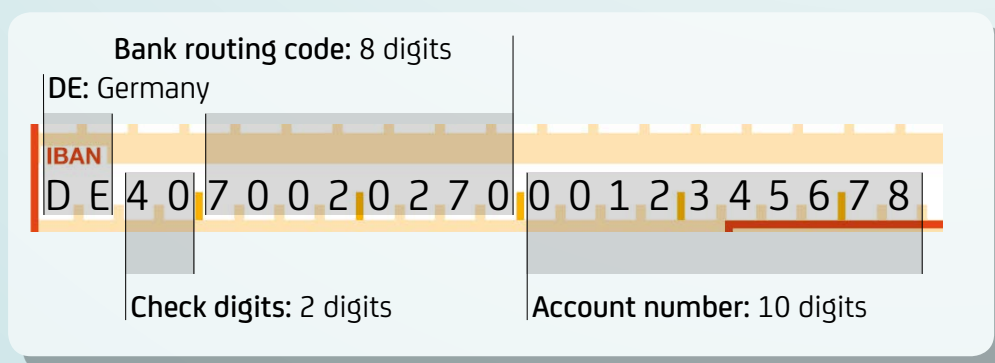 Bank routing code: 8 digits
DE: Germany
IBAN
D E 4 0 7 0 0 2 0 2 7 0 0 0 1 2 3 4 5 6 7 8
Check digits: 2 digits
Account number: 10 digits